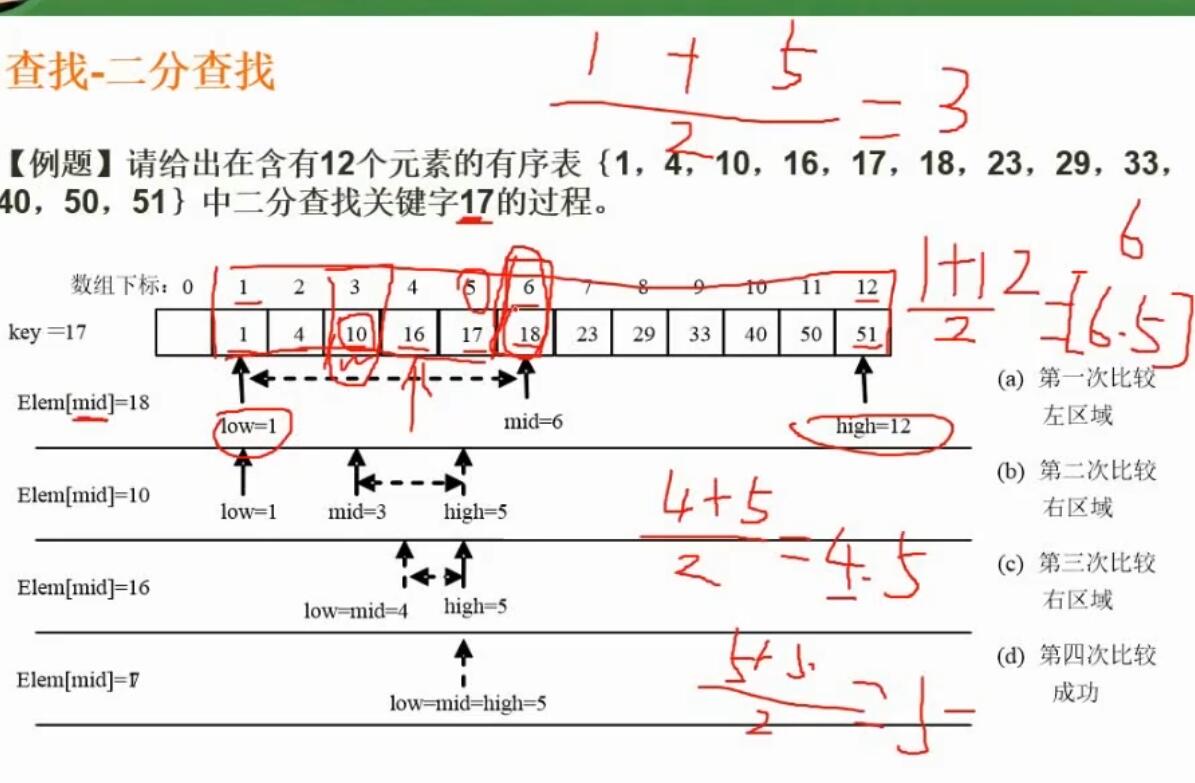 查找-二分查找
1 + 5
2
= 3
【例题】请给出在含有12个元素的有序表{1，4，10，16，17，18，23，29，33，
40，50，51}中二分查找关键字17的过程。
数组下标：0 1 2 3 4 5 6 7 8 9 10 11 12
6
1+12
2
=[6.5]
key =17 1 4 10 16 17 18 23 29 33 40 50 51
Elem[mid]=18
low=1 mid=6 high=12
(a) 第一次比较
左区域
Elem[mid]=10
low=1 mid=3 high=5
(b) 第二次比较
右区域
4+5
2
=4.5
Elem[mid]=16
low=mid=4 high=5
(c) 第三次比较
右区域
Elem[mid]=17
low=mid=high=5
(d) 第四次比较
成功
2
=